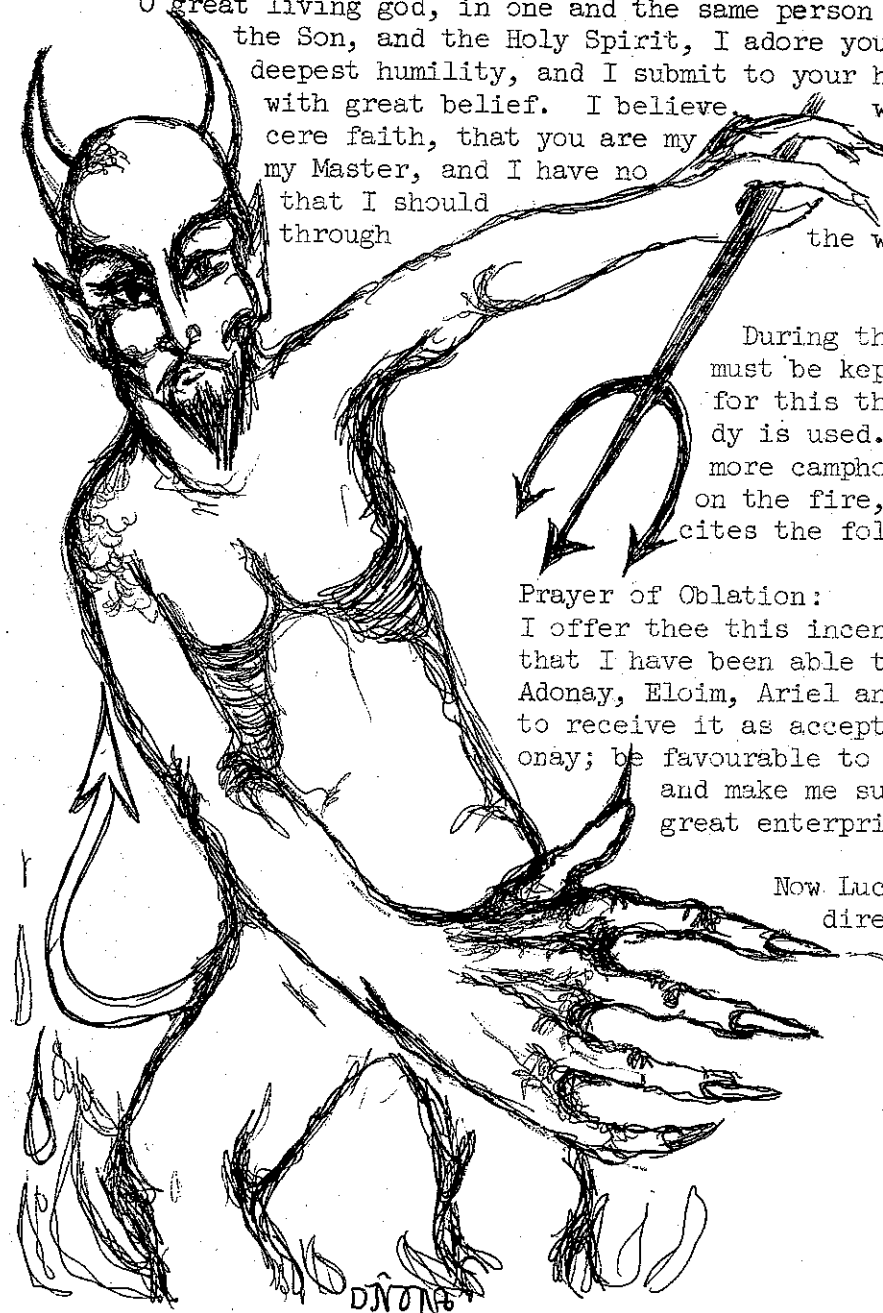 O great living god, in one and the same person
the Son, and the Holy Spirit, I adore you
deepest humility, and I submit to your h
with great belief. I believe, w
cere faith, that you are my
my Master, and I have no
that I should
through the w
During th
must be kep
for this th
dy is used.
more campho
on the fire,
cites the fol
Prayer of Oblation:
I offer thee this incen
that I have been able t
Adonay, Eloim, Ariel an
to receive it as accept
onay; be favourable to
and make me su
great enterpri
Now Luc
dire